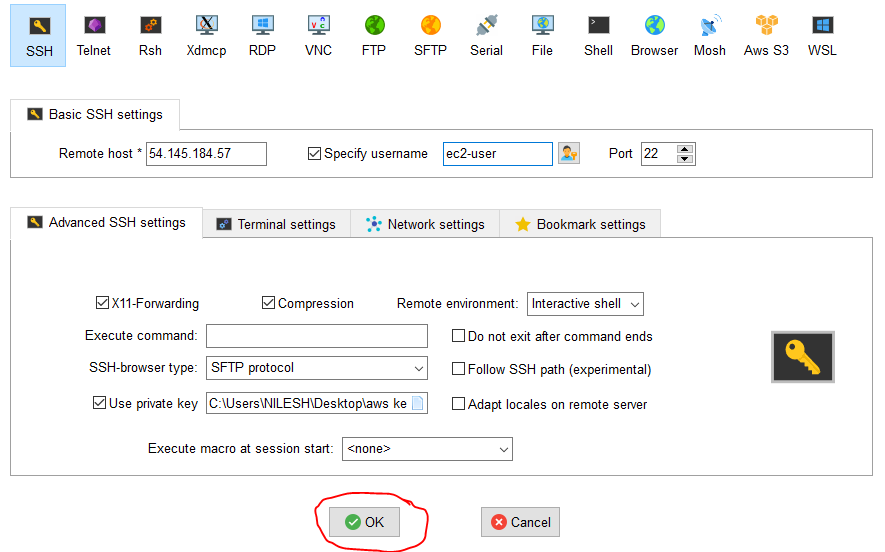 SSH Telnet Rsh Xdmcp RDP VNC FTP SFTP Serial File Shell Browser Mosh Aws S3 WSL
Basic SSH settings
Remote host * 54.145.184.57 Specify username ec2-user Port 22
Advanced SSH settings Terminal settings Network settings Bookmark settings
X11-Forwarding Compression Remote environment: Interactive shell
Execute command: Do not exit after command ends
SSH-browser type: SFTP protocol Follow SSH path (experimental)
Use private key C:\Users\NILESH\Desktop\aws ke Adapt locales on remote server
Execute macro at session start: <none>
OK Cancel